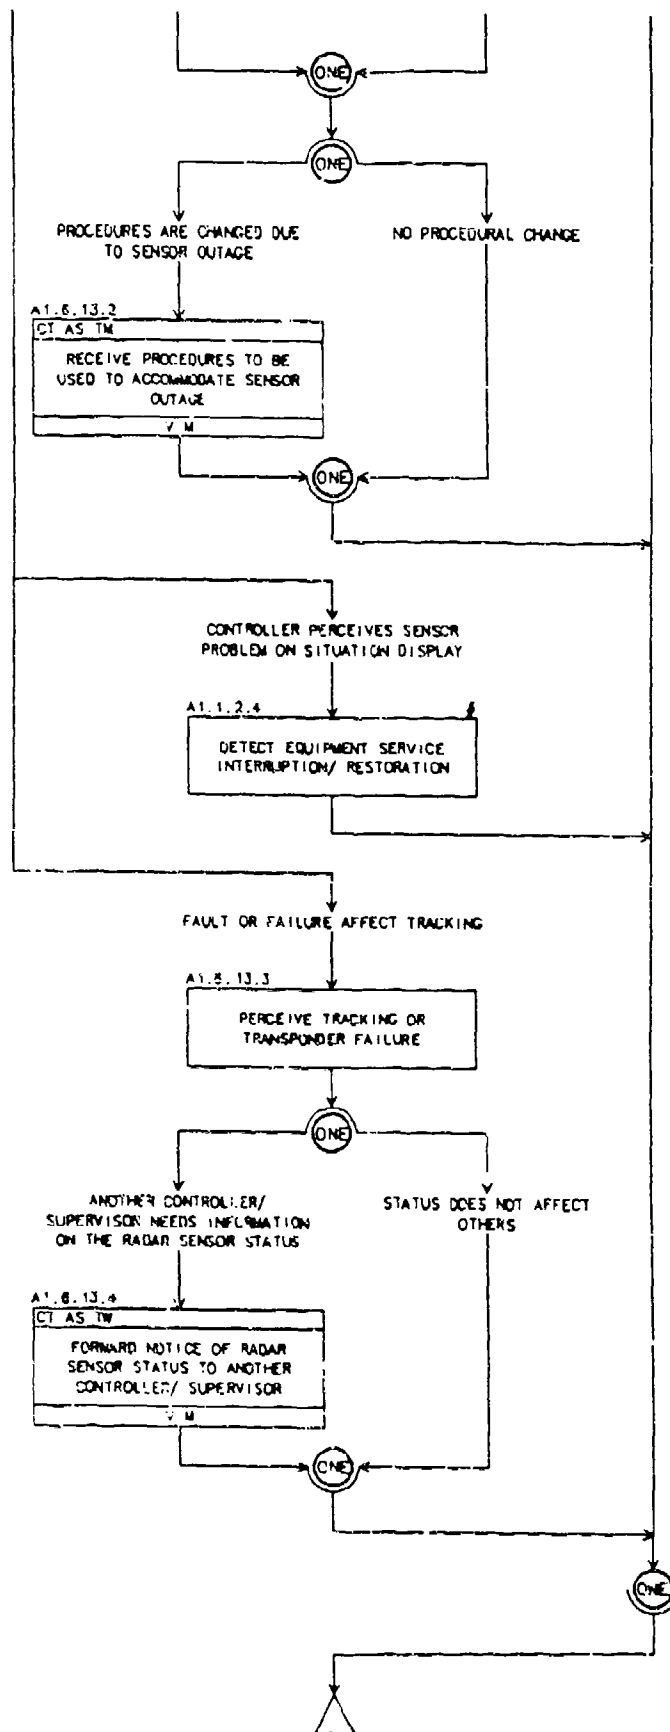 ONE
ONE
PROCEDURES ARE CHANGED DUE
TO SENSOR OUTAGE
NO PROCEDURAL CHANGE
A1.6.13.2
CT AS TM
RECEIVE PROCEDURES TO BE
USED TO ACCOMMODATE SENSOR
OUTAGE
V M
ONE
CONTROLLER PERCEIVES SENSOR
PROBLEM ON SITUATION DISPLAY
A1.1.2.4
DETECT EQUIPMENT SERVICE
INTERRUPTION/ RESTORATION
FAULT OR FAILURE AFFECT TRACKING
A1.6.13.3
PERCEIVE TRACKING OR
TRANSPONDER FAILURE
ONE
ANOTHER CONTROLLER/
SUPERVISOR NEEDS INFORMATION
ON THE RADAR SENSOR STATUS
STATUS DOES NOT AFFECT
OTHERS
A1.6.13.4
CT AS TW
FORWARD NOTICE OF RADAR
SENSOR STATUS TO ANOTHER
CONTROLLER/ SUPERVISOR
V M
ONE
ONE